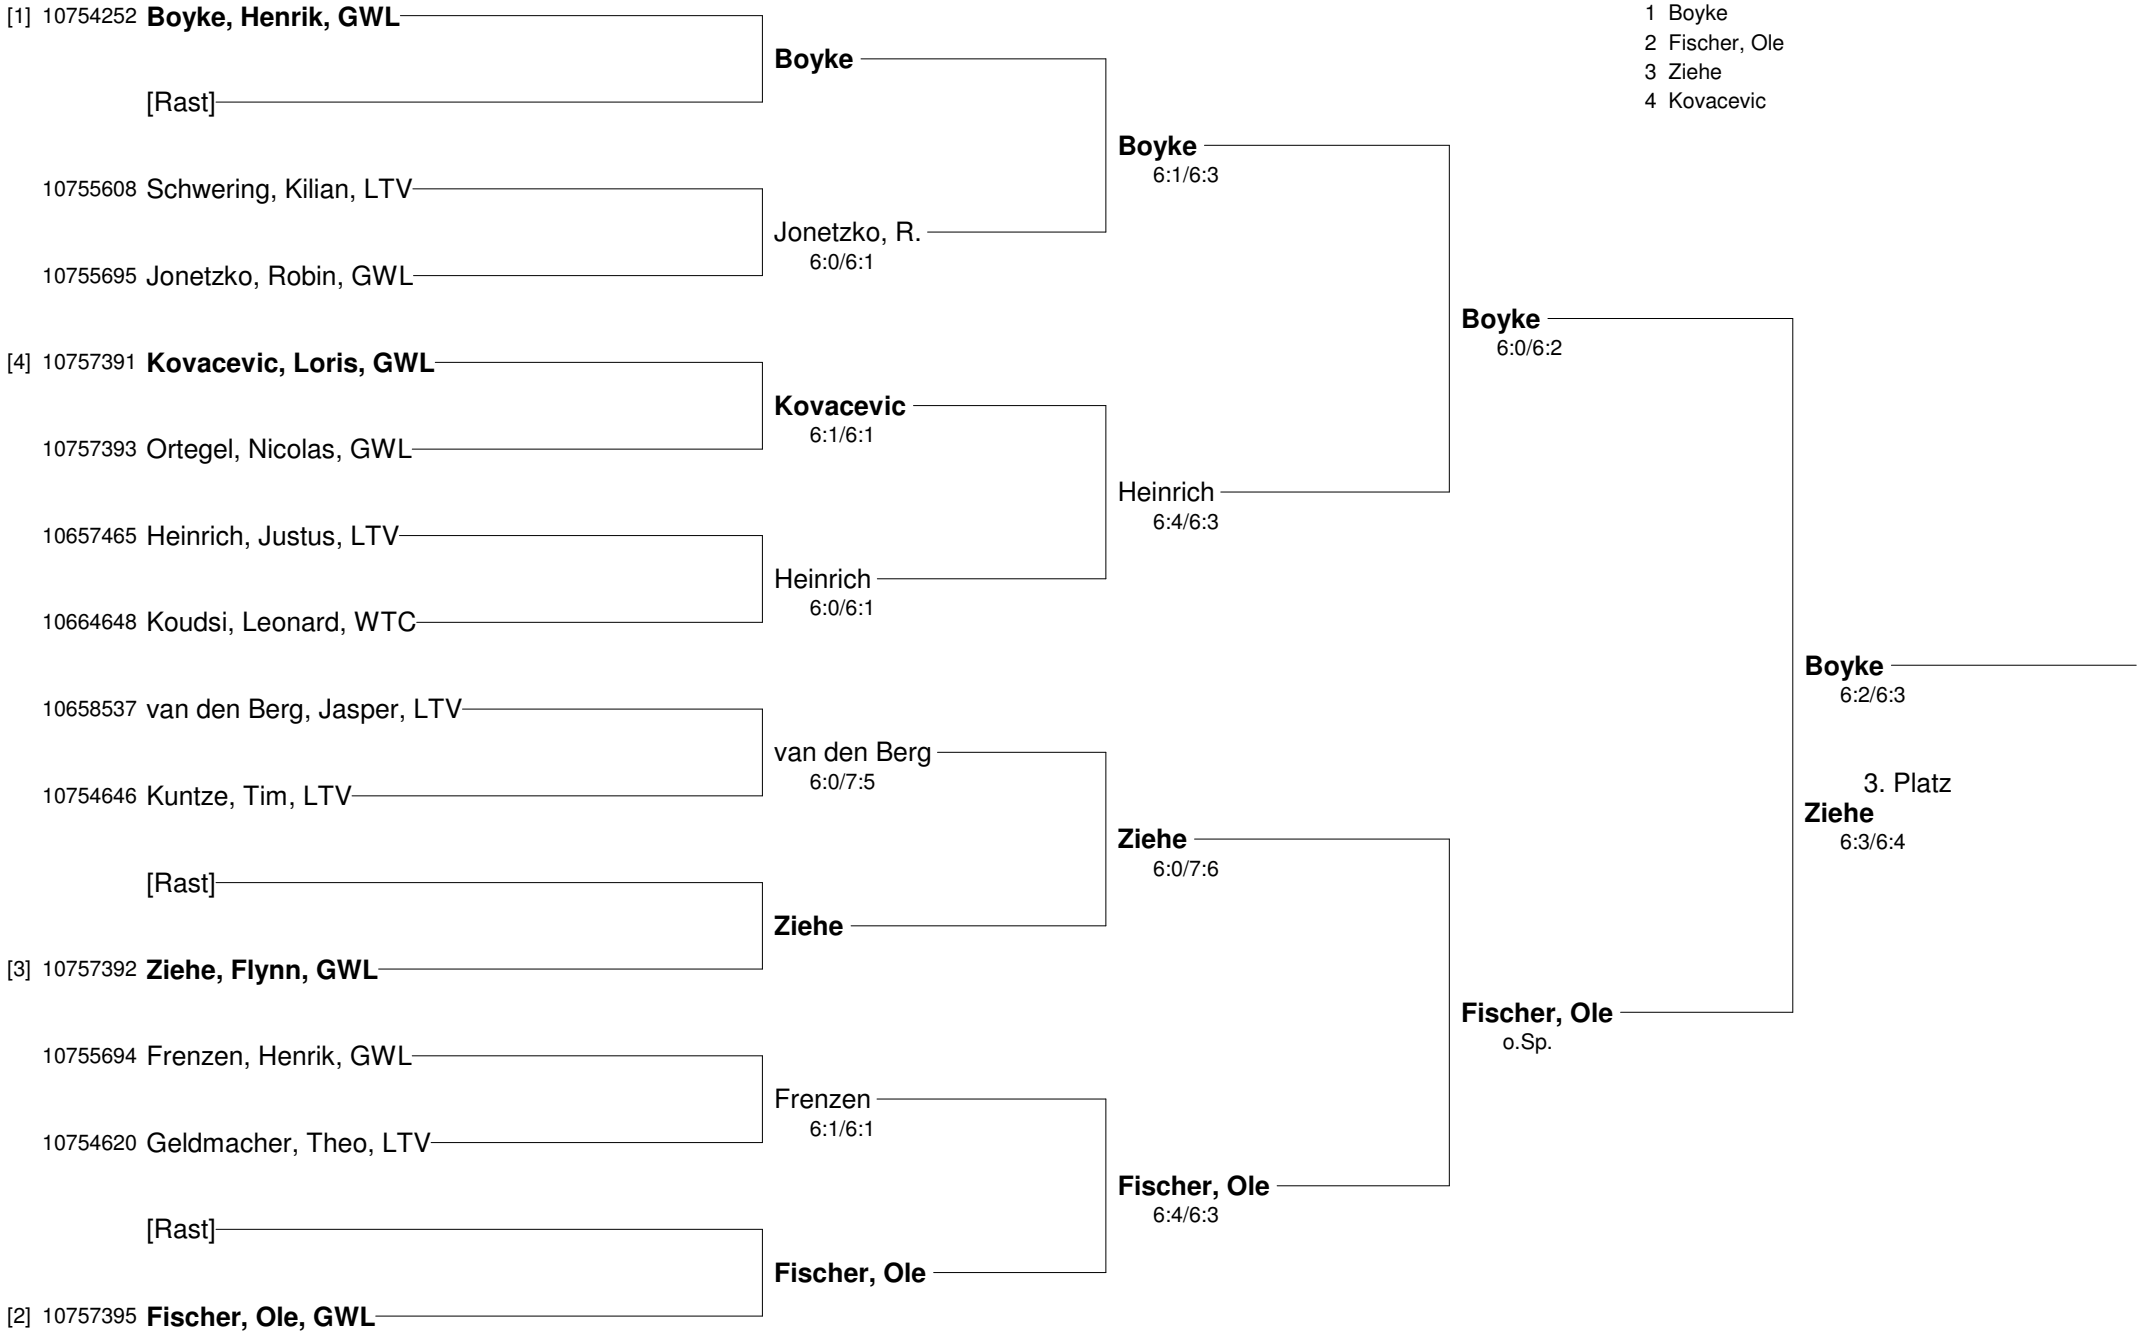 [1] 10754252 Boyke, Henrik, GWL
[Rast]
10755608 Schwering, Kilian, LTV
10755695 Jonetzko, Robin, GWL
[4] 10757391 Kovacevic, Loris, GWL
10757393 Ortegel, Nicolas, GWL
10657465 Heinrich, Justus, LTV
10664648 Koudsi, Leonard, WTC
10658537 van den Berg, Jasper, LTV
10754646 Kuntze, Tim, LTV
[Rast]
[3] 10757392 Ziehe, Flynn, GWL
10755694 Frenzen, Henrik, GWL
10754620 Geldmacher, Theo, LTV
[Rast]
[2] 10757395 Fischer, Ole, GWL
Boyke
Jonetzko, R.
6:0/6:1
Kovacevic
6:1/6:1
Heinrich
6:0/6:1
van den Berg
6:0/7:5
Ziehe
Frenzen
6:1/6:1
Fischer, Ole
Boyke
6:1/6:3
Heinrich
6:4/6:3
Ziehe
6:0/7:6
Fischer, Ole
6:4/6:3
Boyke
6:0/6:2
Fischer, Ole
o.Sp.
Boyke
6:2/6:3
3. Platz
Ziehe
6:3/6:4
1 Boyke
2 Fischer, Ole
3 Ziehe
4 Kovacevic